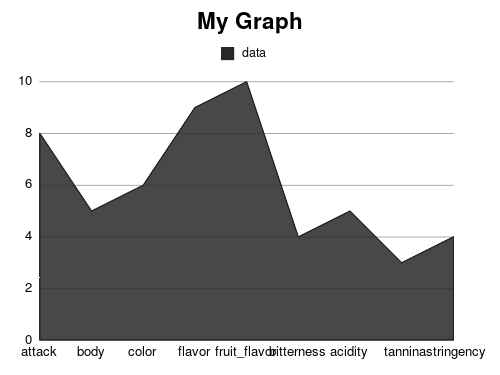 My Graph
data
10
8
6
4
2
0
attack body color flavor fruit_flavor bitterness acidity tannin astringency